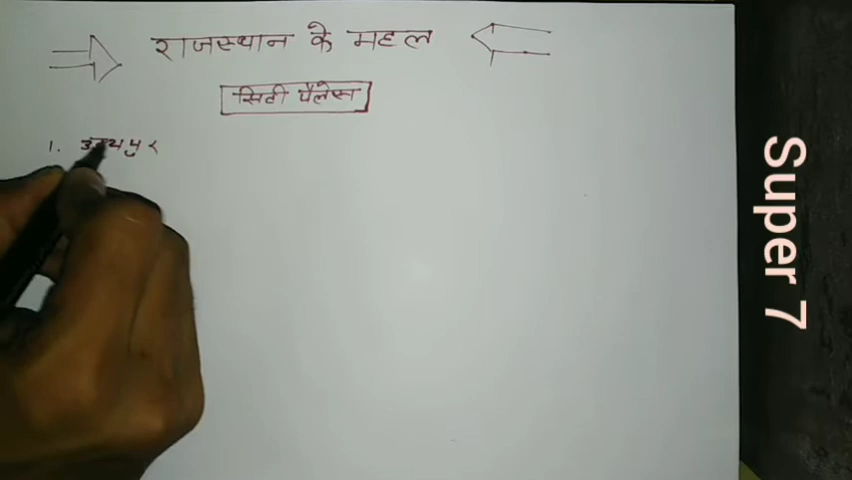 राजस्थान के महल
सिटी पैलेस
1. उदयपुर
Super 7